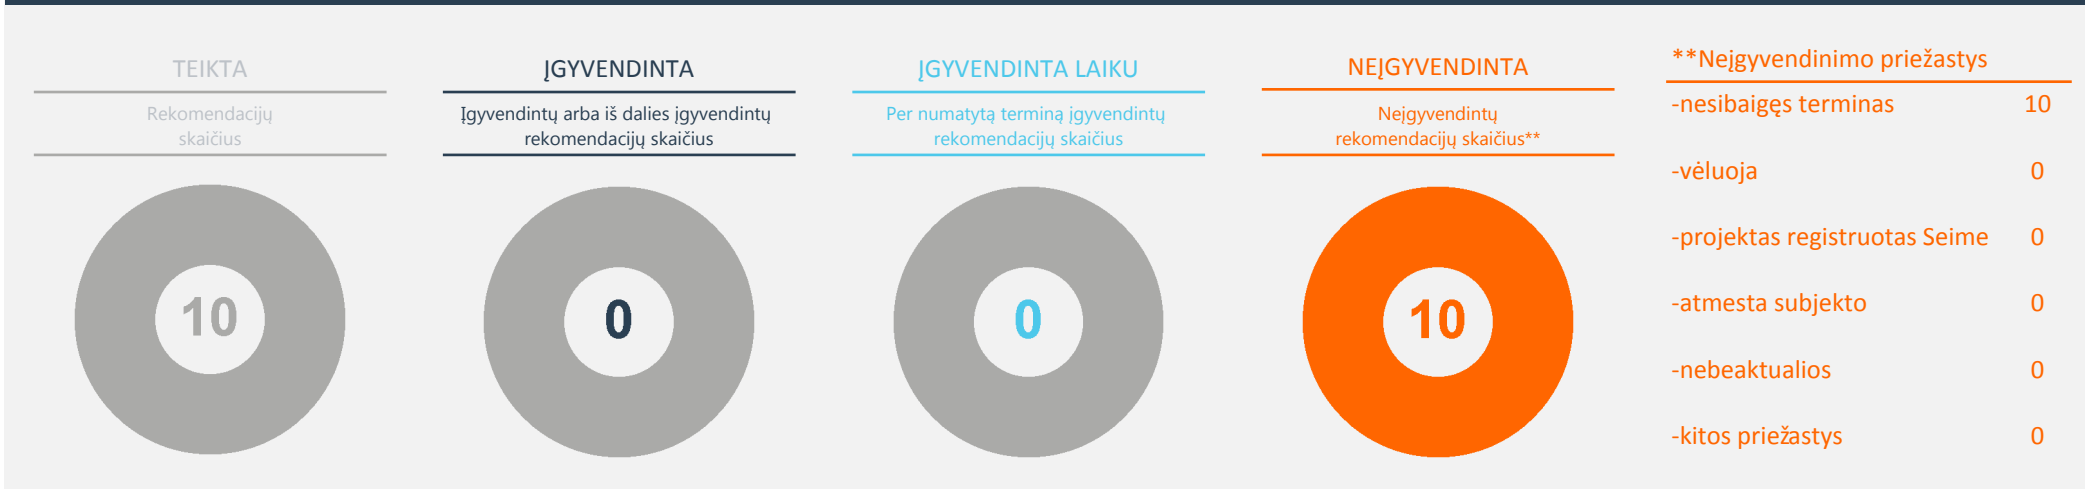 TEIKTA
Rekomendacijų
skaičius
10
ĮGYVENDINTA
Įgyvendintų arba iš dalies įgyvendintų
rekomendacijų skaičius
0
ĮGYVENDINTA LAIKU
Per numatytą terminą įgyvendintų
rekomendacijų skaičius
0
NEĮGYVENDINTA
Neįgyvendintų
rekomendacijų skaičius**
10
**Neįgyvendinimo priežastys
-nesibaigęs terminas 10
-vėluoja 0
-projektas registruotas Seime 0
-atmesta subjekto 0
-nebeaktualios 0
-kitos priežastys 0